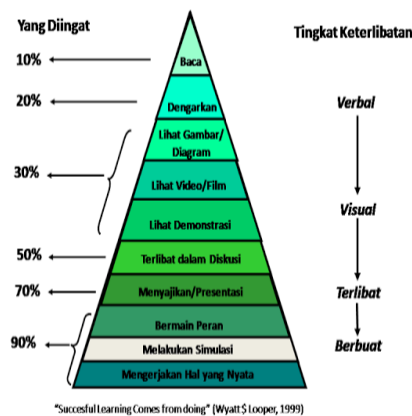 Yang Diingat
Tingkat Keterlibatan
10%
Baca
20%
Dengarkan
Verbal
Lihat Gambar/
Diagram
30%
Lihat Video/Film
Lihat Demonstrasi
Visual
50%
Terlibat dalam Diskusi
70%
Menyajikan/Presentasi
Terlibat
Bermain Peran
90%
Melakukan Simulasi
Berbuat
Mengerjakan Hal yang Nyata
"Succesful Learning Comes from doing" (Wyatt $ Looper, 1999)